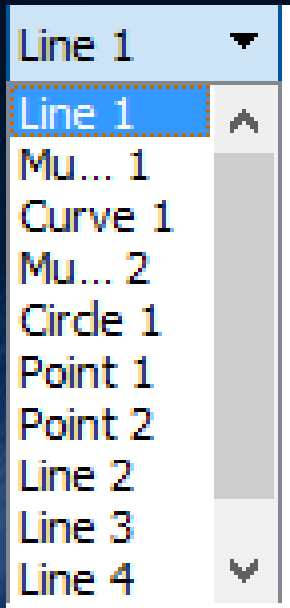 Line 1
Line 1
Mu... 1
Curve 1
Mu... 2
Circle 1
Point 1
Point 2
Line 2
Line 3
Line 4